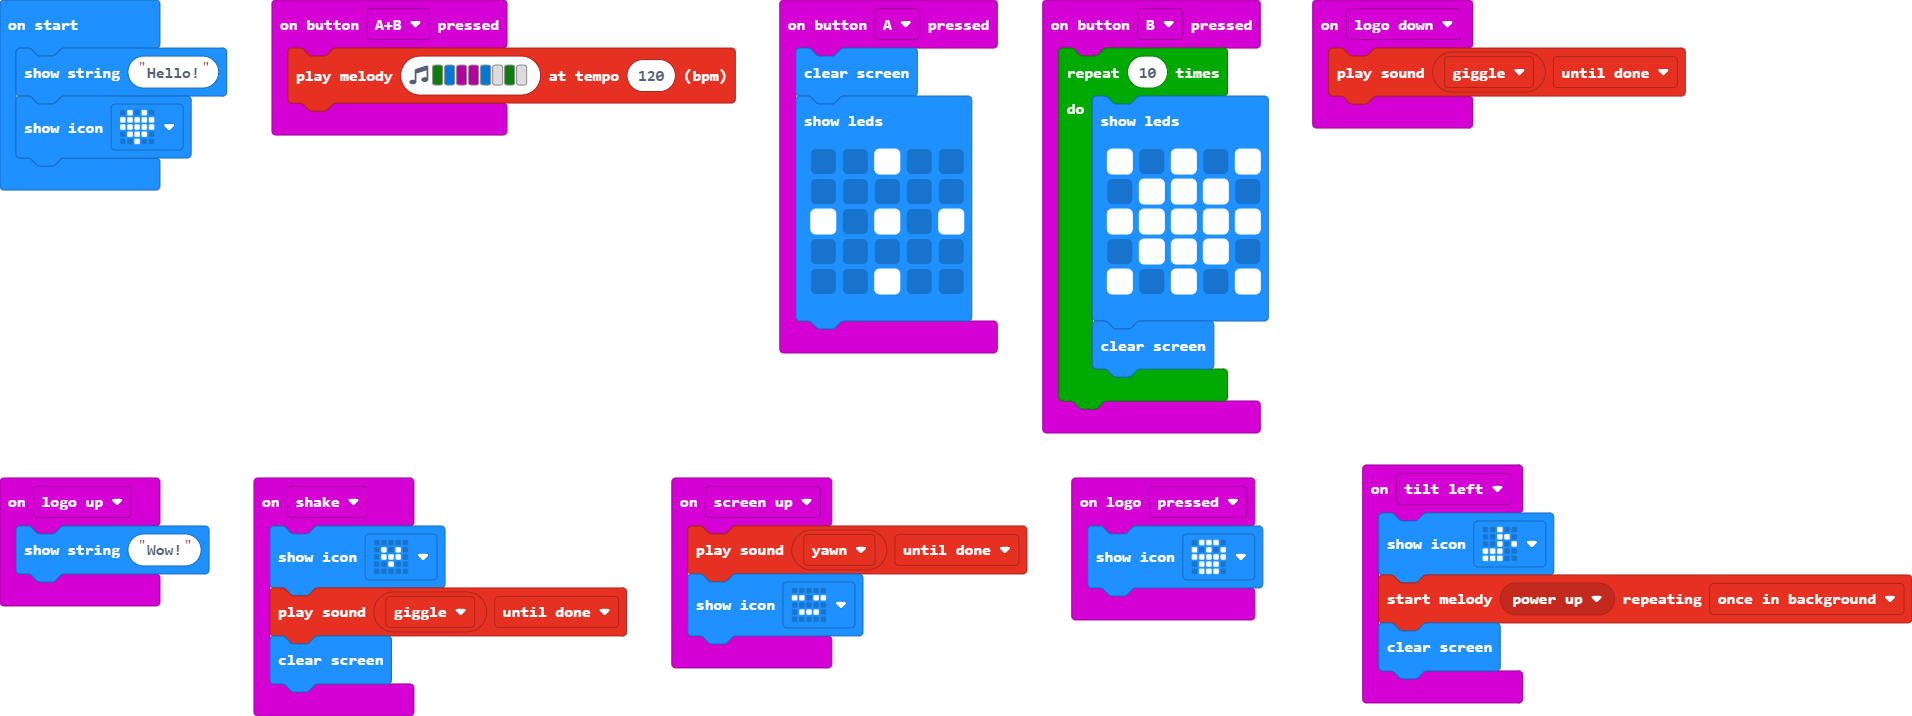 on start
show string "Hello!"
show icon
on button A+B pressed
play melody at tempo 120 (bpm)
on button A pressed
clear screen
show leds
on button B pressed
repeat 10 times
do
show leds
clear screen
on logo down
play sound giggle until done
on logo up
show string "Wow!"
on shake
show icon
play sound giggle until done
clear screen
on screen up
play sound yawn until done
show icon
on logo pressed
show icon
on tilt left
show icon
start melody power up repeating once in background
clear screen